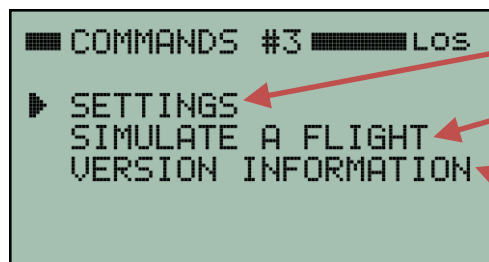 COMMANDS #3 LOS
SETTINGS
SIMULATE A FLIGHT
VERSION INFORMATION